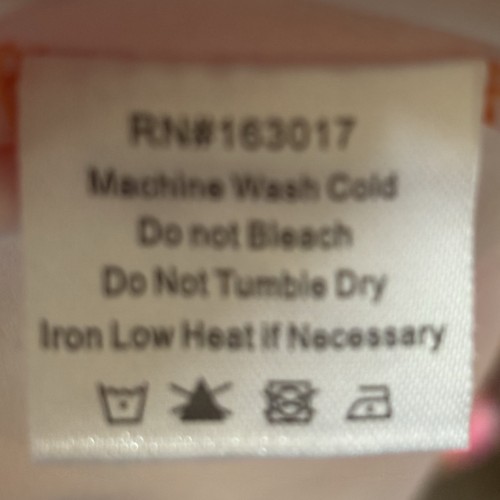 RN#163017
Machine Wash Cold
Do not Bleach
Do Not Tumble Dry
Iron Low Heat if Necessary